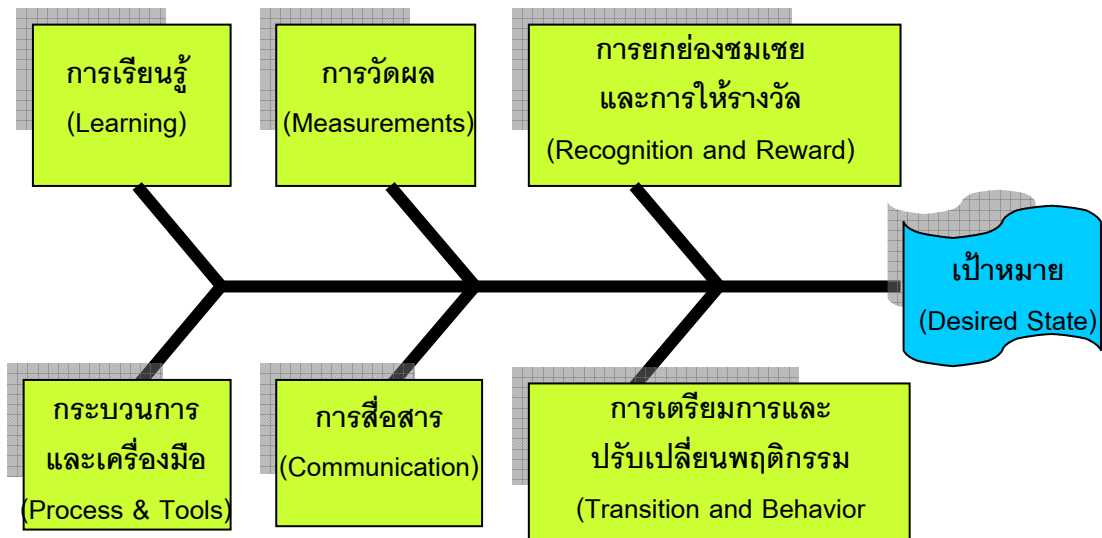 การเรียนรู้
(Learning)
การวัดผล
(Measurements)
การยกย่องชมเชย
และการให้รางวัล
(Recognition and Reward)
เป้าหมาย
(Desired State)
กระบวนการ
และเครื่องมือ
(Process & Tools)
การสื่อสาร
(Communication)
การเตรียมการและ
ปรับเปลี่ยนพฤติกรรม
(Transition and Behavior